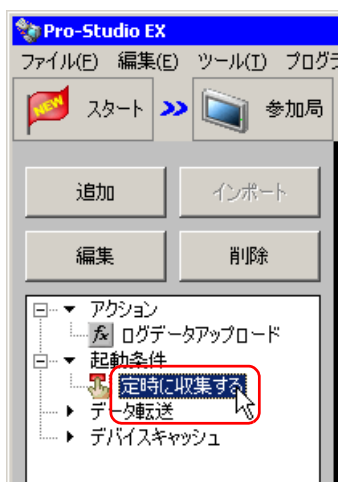 Pro-Studio EX
ファイル(F) 編集(E) ツール(T) プログ
NEW スタート » 参加局
追加 インポート
編集 削除
アクション
fx ログデータアップロード
起動条件
定時に収集する
データ転送
デバイスキャッシュ